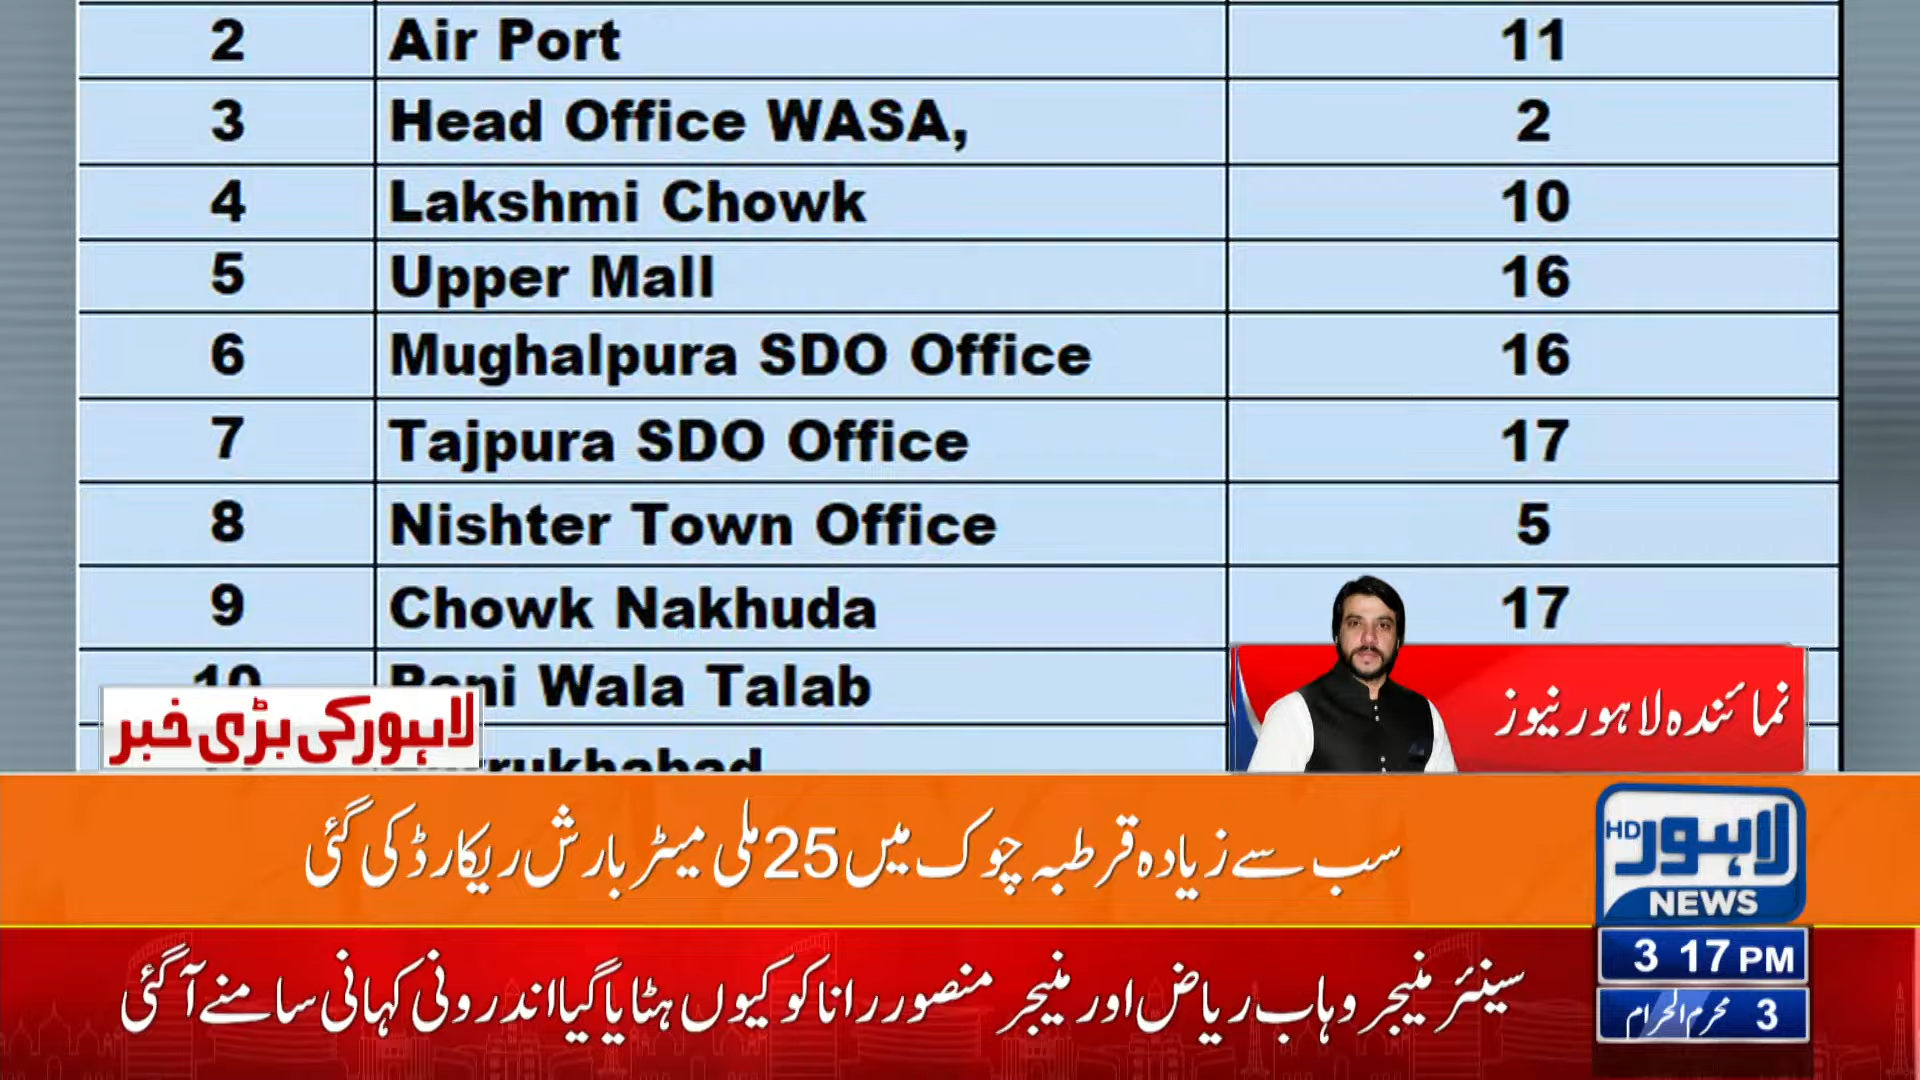 2 Air Port 11
3 Head Office WASA, 2
4 Lakshmi Chowk 10
5 Upper Mall 16
6 Mughalpura SDO Office 16
7 Tajpura SDO Office 17
8 Nishter Town Office 5
9 Chowk Nakhuda 17
10 Pani Wala Talab
لاہور کی بڑی خبر
نمائندہ لاہور نیوز
سب سے زیادہ قرطبہ چوک میں 25 ملی میٹر بارش ریکارڈ کی گئی
لاہور HD
NEWS
سینئر منیجر وہاب ریاض اور منیجر منصور رانا کو کیوں ہٹایا گیا اندرونی کہانی سامنے آ گئی
3 17 PM
3 محرم الحرام